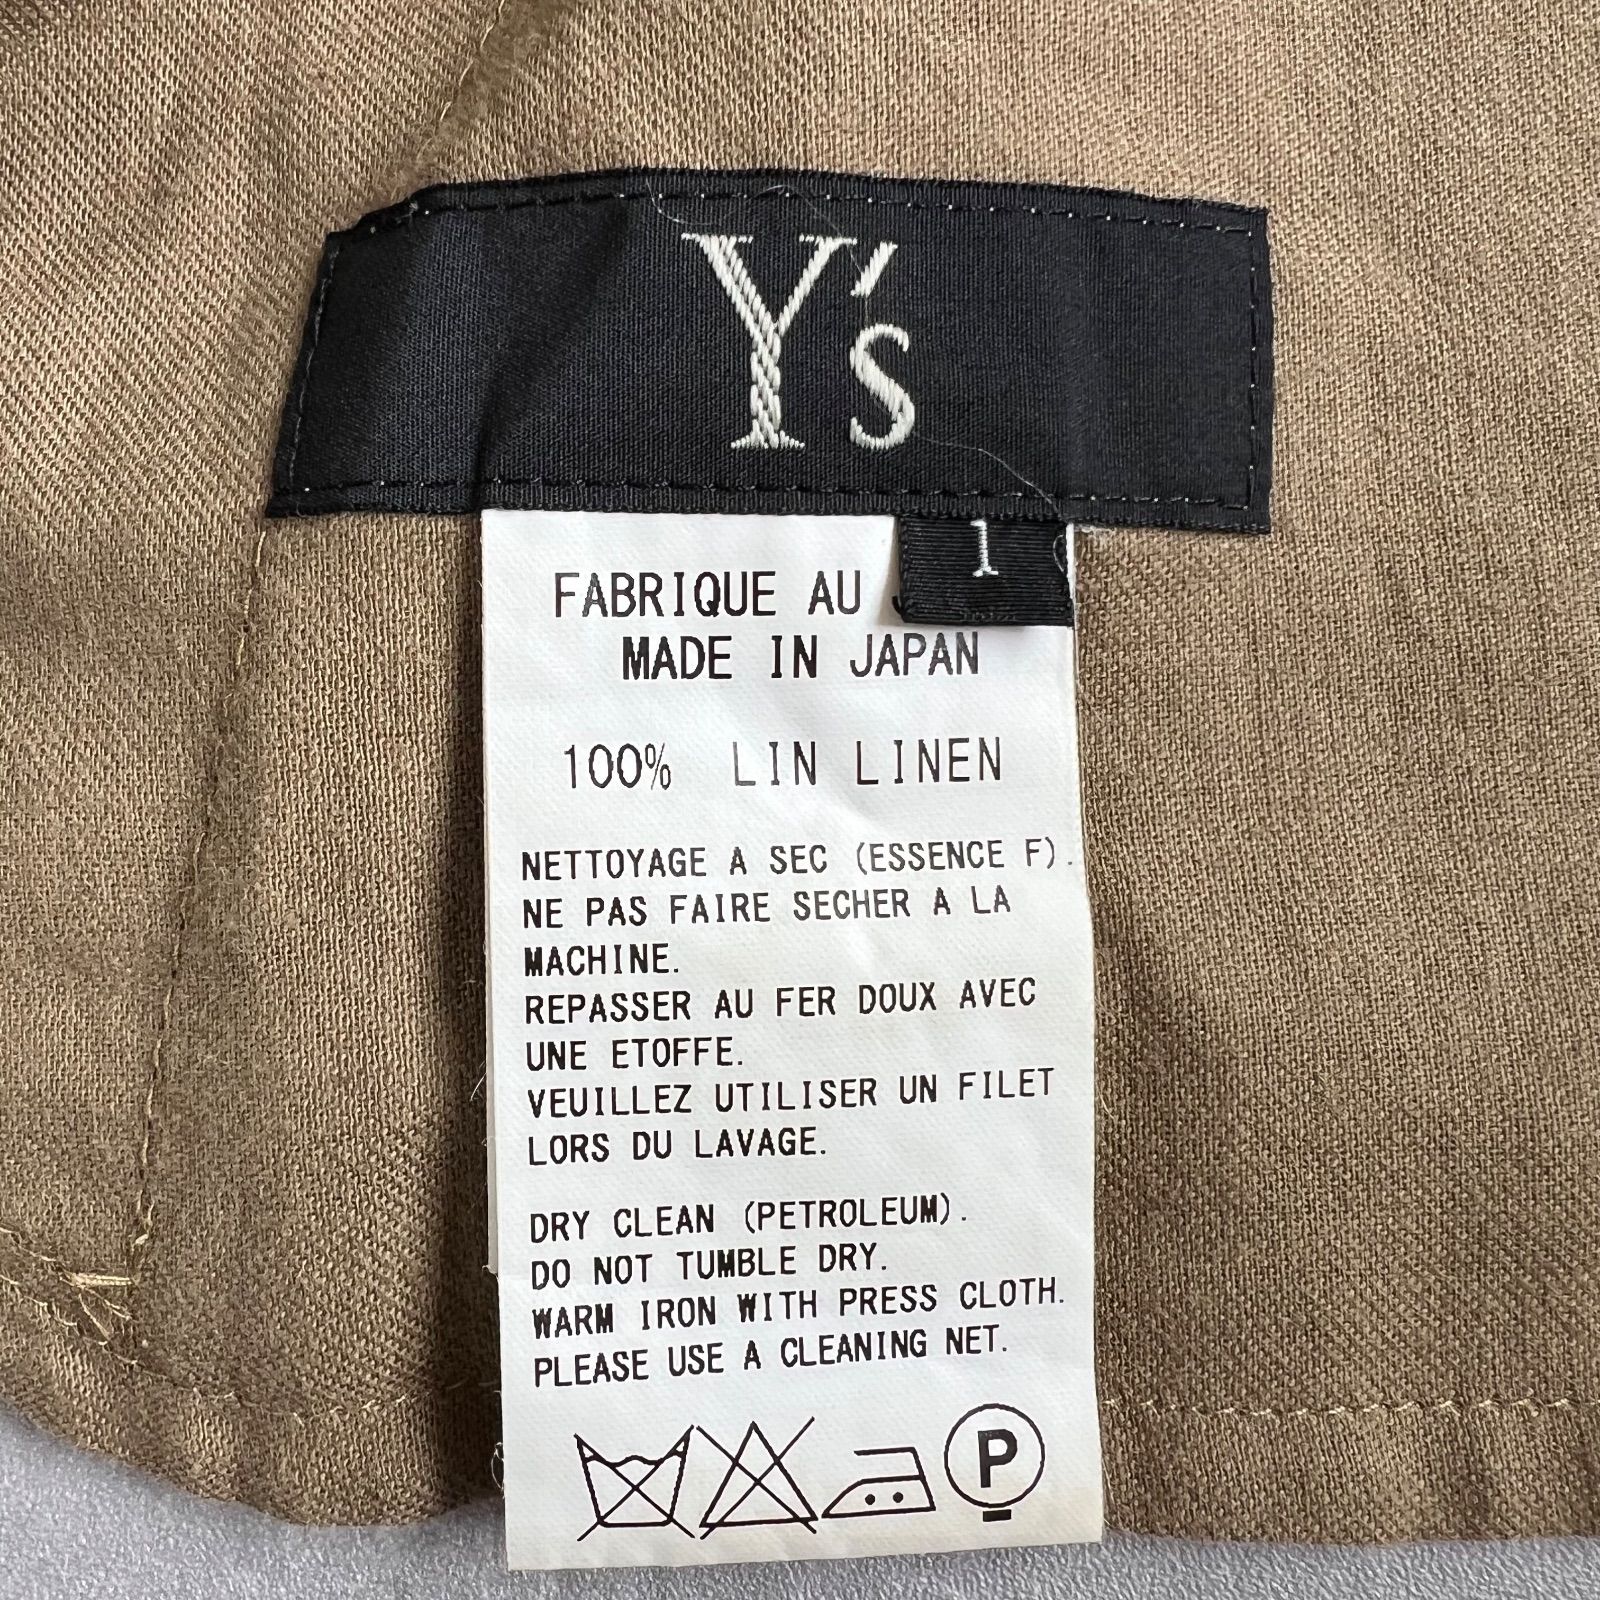 Y's
1
FABRIQUE AU
MADE IN JAPAN
100% LIN LINEN
NETTOYAGE A SEC (ESSENCE F).
NE PAS FAIRE SECHER A LA
MACHINE.
REPASSER AU FER DOUX AVEC
UNE ETOFFE.
VEUILLEZ UTILISER UN FILET
LORS DU LAVAGE.
DRY CLEAN (PETROLEUM).
DO NOT TUMBLE DRY.
WARM IRON WITH PRESS CLOTH.
PLEASE USE A CLEANING NET.
P